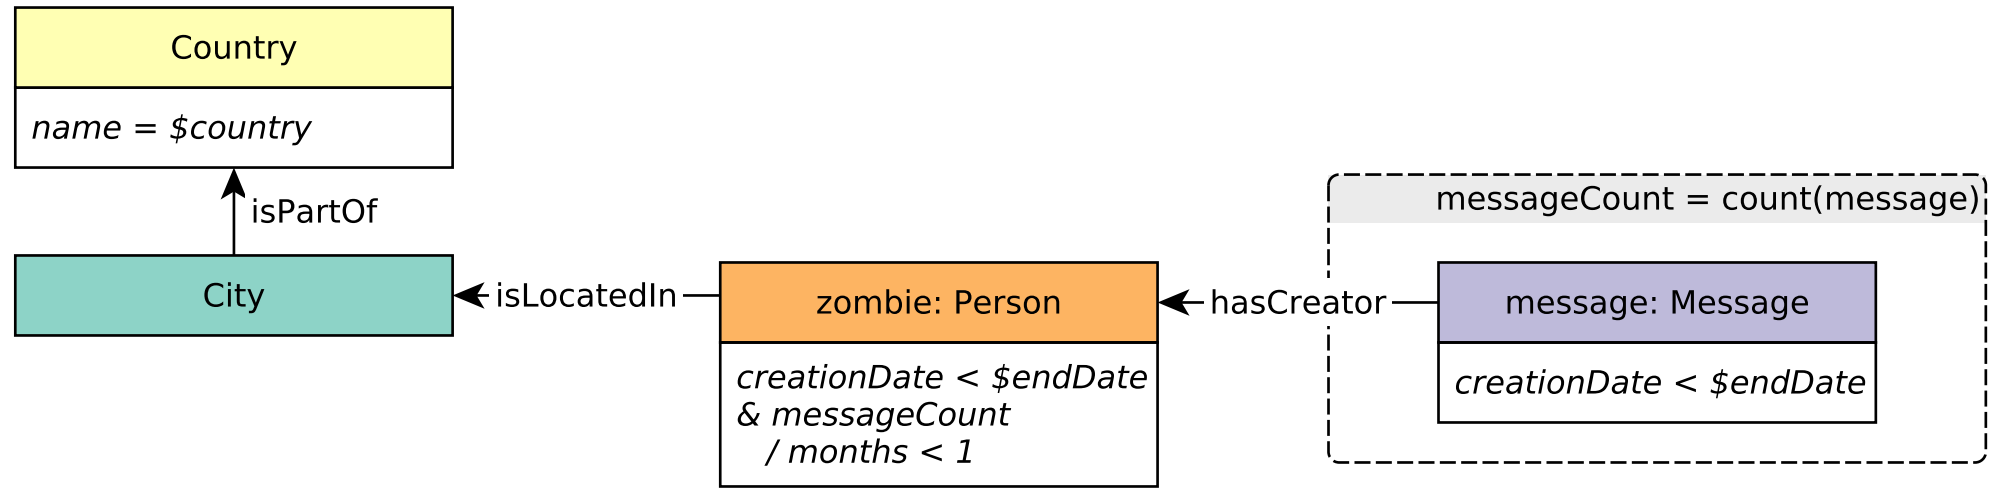 Country
name = $country
isPartOf
City
isLocatedIn
zombie: Person
creationDate < $endDate
& messageCount
/ months < 1
hasCreator
messageCount = count(message)
message: Message
creationDate < $endDate